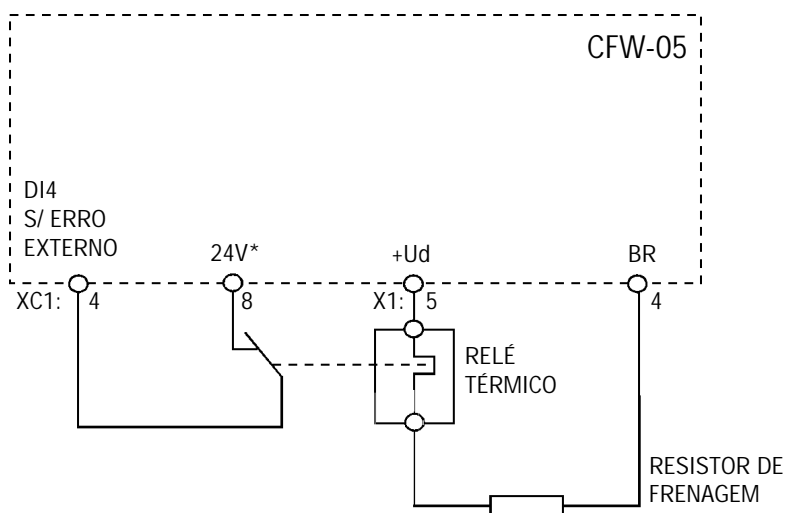 CFW-05
DI4
S/ ERRO
EXTERNO
24V*
+Ud
BR
XC1: 4
8
X1: 5
4
RELÉ
TÉRMICO
RESISTOR DE
FRENAGEM